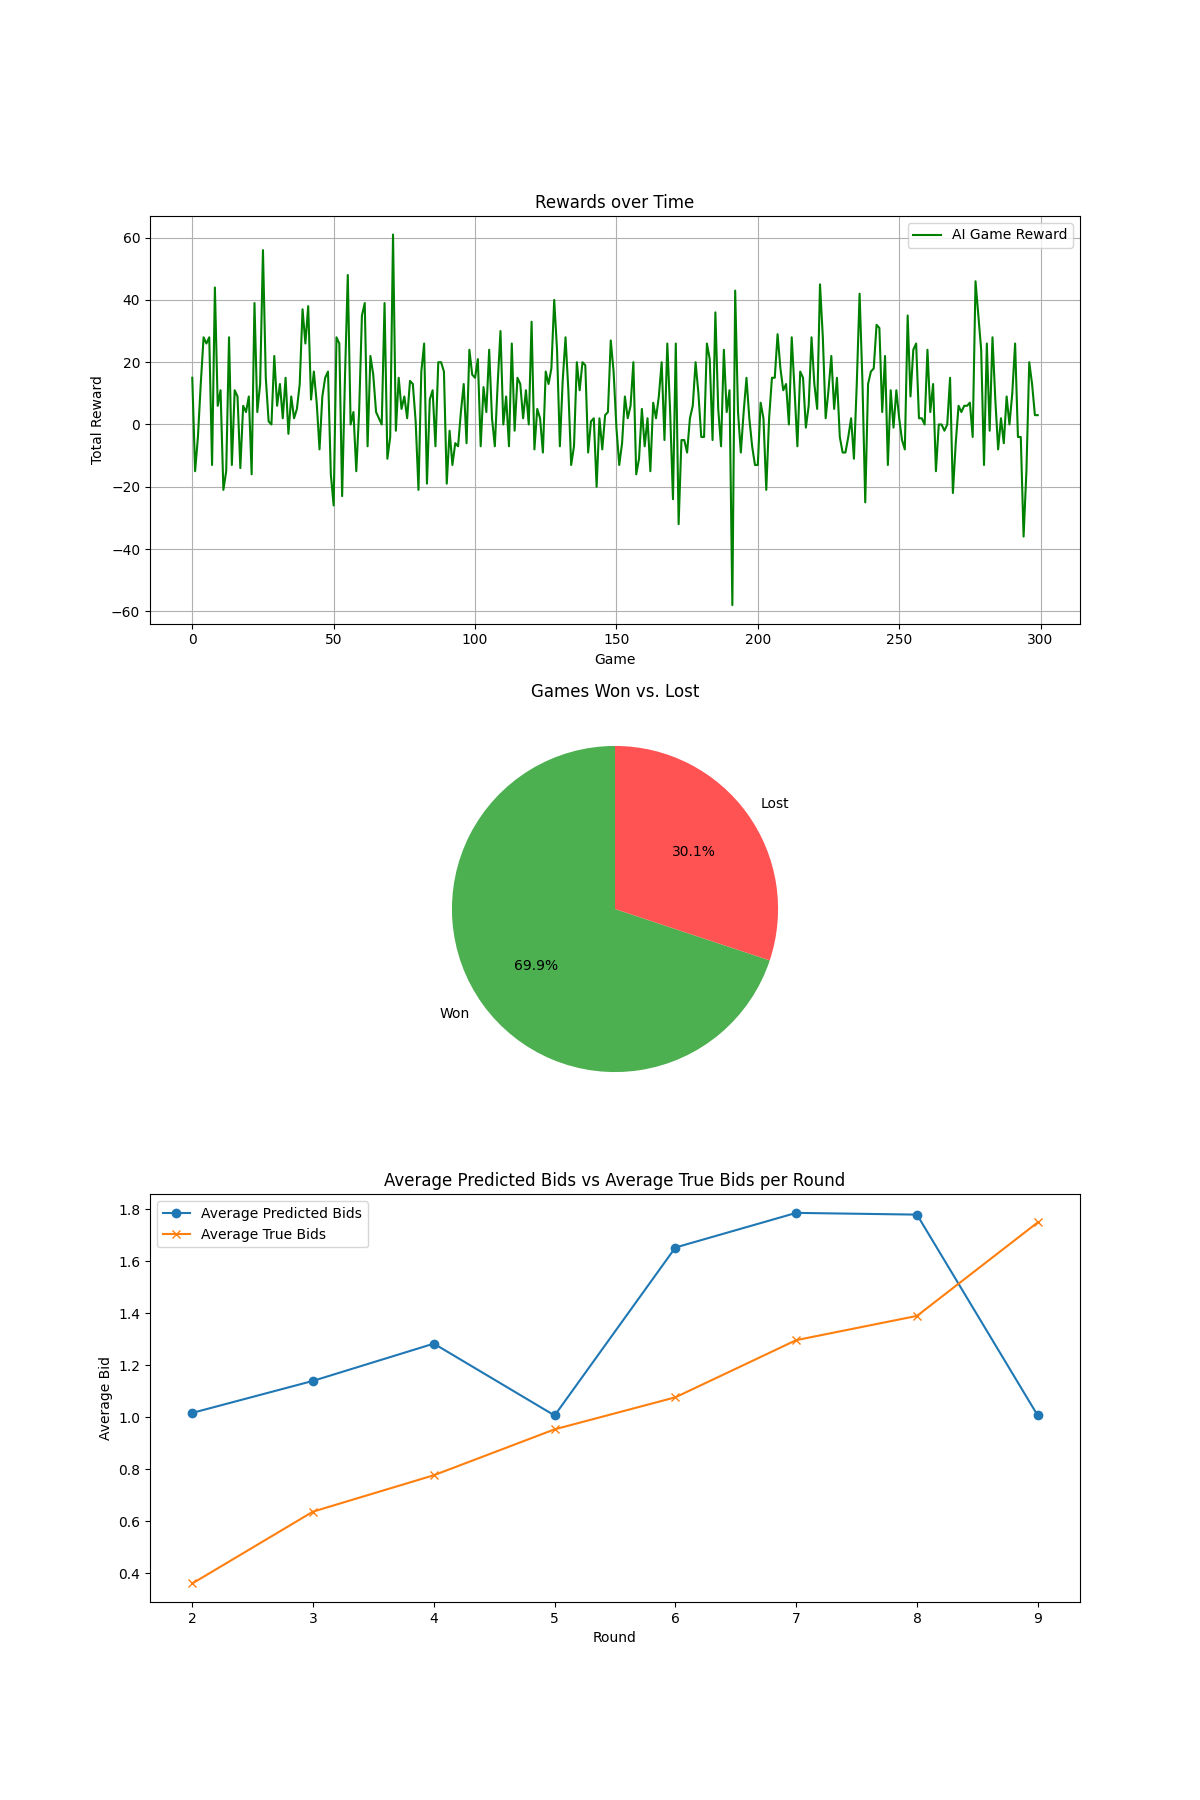 Rewards over Time
AI Game Reward
60
40
20
0
−20
−40
−60
Total Reward
0 50 100 150 200 250 300
Game
Games Won vs. Lost
Lost
30.1%
69.9%
Won
Average Predicted Bids vs Average True Bids per Round
Average Predicted Bids
Average True Bids
1.8
1.6
1.4
1.2
1.0
0.8
0.6
0.4
Average Bid
2 3 4 5 6 7 8 9
Round